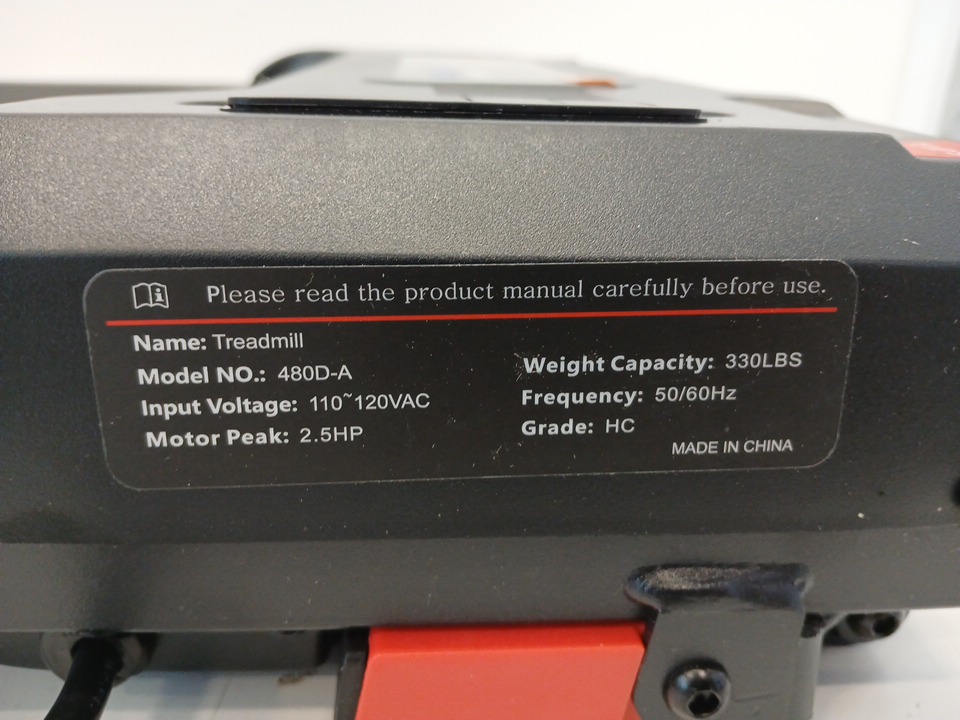 Please read the product manual carefully before use.
Name: Treadmill
Model NO.: 480D-A
Input Voltage: 110~120VAC
Motor Peak: 2.5HP
Weight Capacity: 330LBS
Frequency: 50/60Hz
Grade: HC
MADE IN CHINA